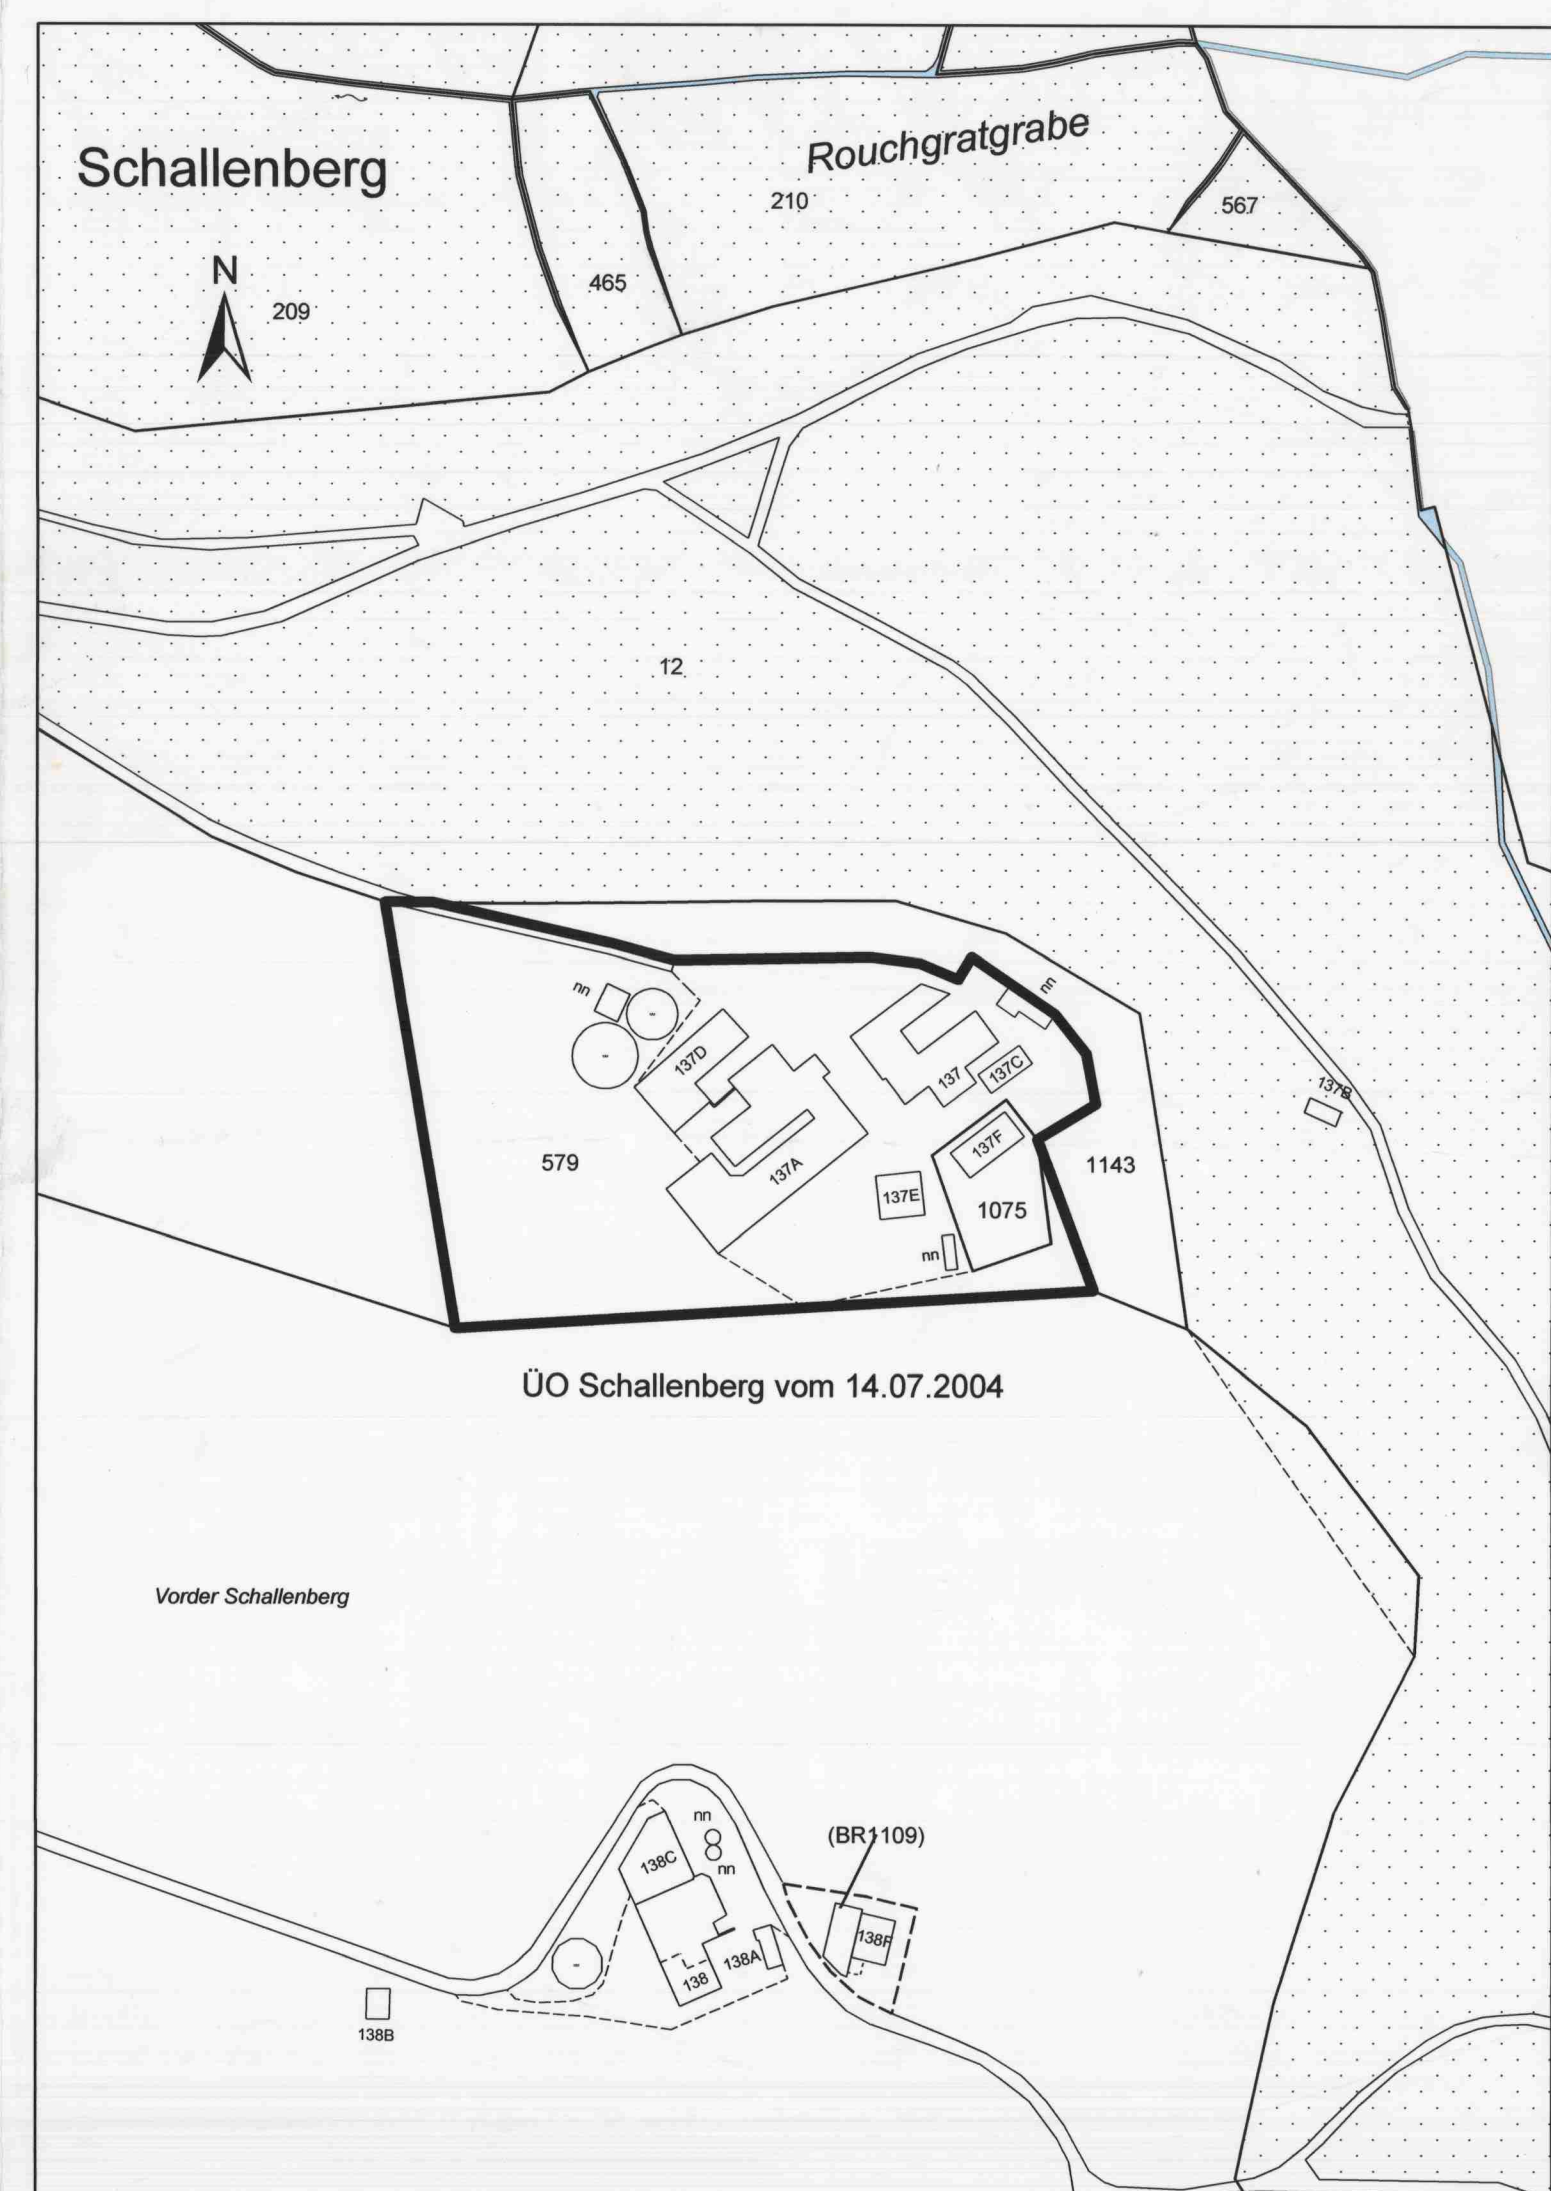 Rouchgratgrabe
Schallenberg
210
567
N
465
209
12
nn
nn
137D
137
137C
137B
137F
579
137A
1143
137E
1075
nn
ÜO Schallenberg vom 14.07.2004
Vorder Schallenberg
nn
(BR1109)
138C
nn
138F
138A
138
138B